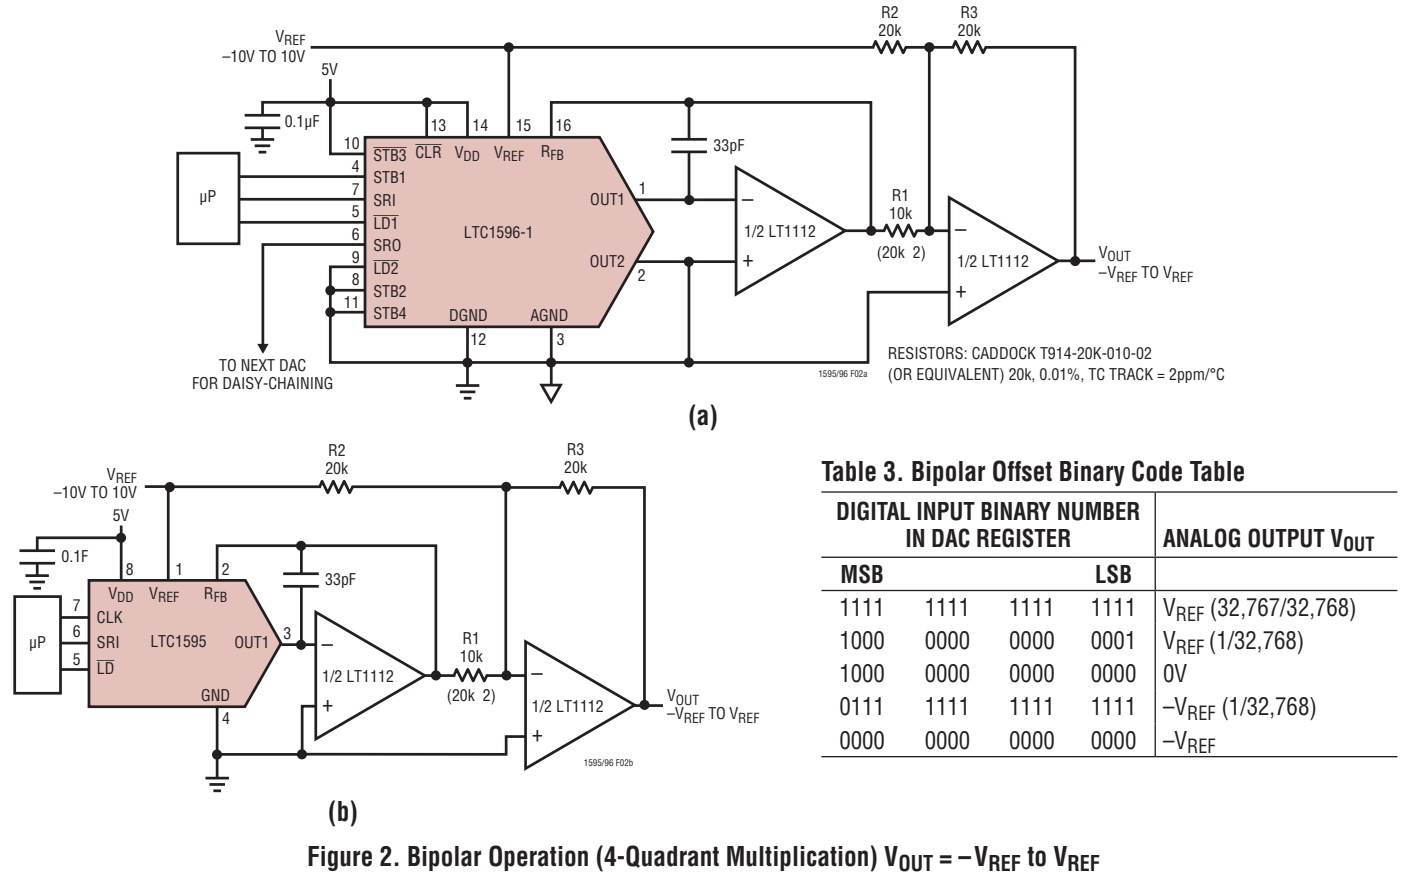 R2
20k
R3
20k
VREF
–10V TO 10V
5V
0.1µF
13
14
15
16
33pF
10
4
7
5
6
9
8
11
STB3
STB1
SRI
LD1
SRO
LD2
STB2
STB4
CLR
VDD
VREF
RFB
µP
LTC1596-1
OUT1
1
OUT2
2
DGND
AGND
12
3
–
1/2 LT1112
+
R1
10k
(20k 2)
–
1/2 LT1112
+
VOUT
–VREF TO VREF
TO NEXT DAC
FOR DAISY-CHAINING
1595/96 F02a
RESISTORS: CADDOCK T914-20K-010-02
(OR EQUIVALENT) 20k, 0.01%, TC TRACK = 2ppm/°C
(a)
R2
20k
R3
20k
VREF
–10V TO 10V
5V
0.1F
8
1
2
33pF
VDD
VREF
RFB
µP
7
6
5
CLK
SRI
LD
LTC1595
OUT1
3
GND
4
–
1/2 LT1112
+
R1
10k
(20k 2)
–
1/2 LT1112
+
VOUT
–VREF TO VREF
1595/96 F02b
(b)
Table 3. Bipolar Offset Binary Code Table
DIGITAL INPUT BINARY NUMBER
IN DAC REGISTER
ANALOG OUTPUT VOUT
MSB LSB
1111 1111 1111 1111 VREF (32,767/32,768)
1000 0000 0000 0001 VREF (1/32,768)
1000 0000 0000 0000 0V
0111 1111 1111 1111 –VREF (1/32,768)
0000 0000 0000 0000 –VREF
Figure 2. Bipolar Operation (4-Quadrant Multiplication) VOUT = –VREF to VREF